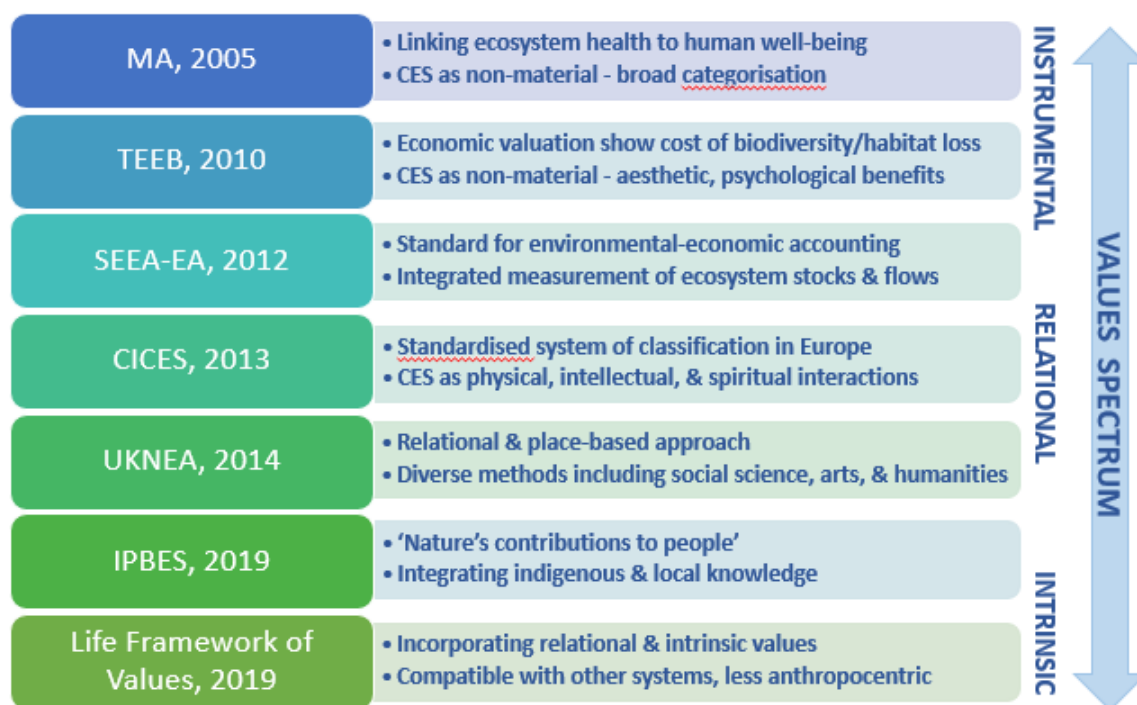 MA, 2005
• Linking ecosystem health to human well-being
• CES as non-material - broad categorisation
TEEB, 2010
• Economic valuation show cost of biodiversity/habitat loss
• CES as non-material - aesthetic, psychological benefits
SEEA-EA, 2012
• Standard for environmental-economic accounting
• Integrated measurement of ecosystem stocks & flows
CICES, 2013
• Standardised system of classification in Europe
• CES as physical, intellectual, & spiritual interactions
UKNEA, 2014
• Relational & place-based approach
• Diverse methods including social science, arts, & humanities
IPBES, 2019
• ‘Nature’s contributions to people’
• Integrating indigenous & local knowledge
Life Framework of
Values, 2019
• Incorporating relational & intrinsic values
• Compatible with other systems, less anthropocentric
INSTRUMENTAL
RELATIONAL
INTRINSIC
VALUES SPECTRUM